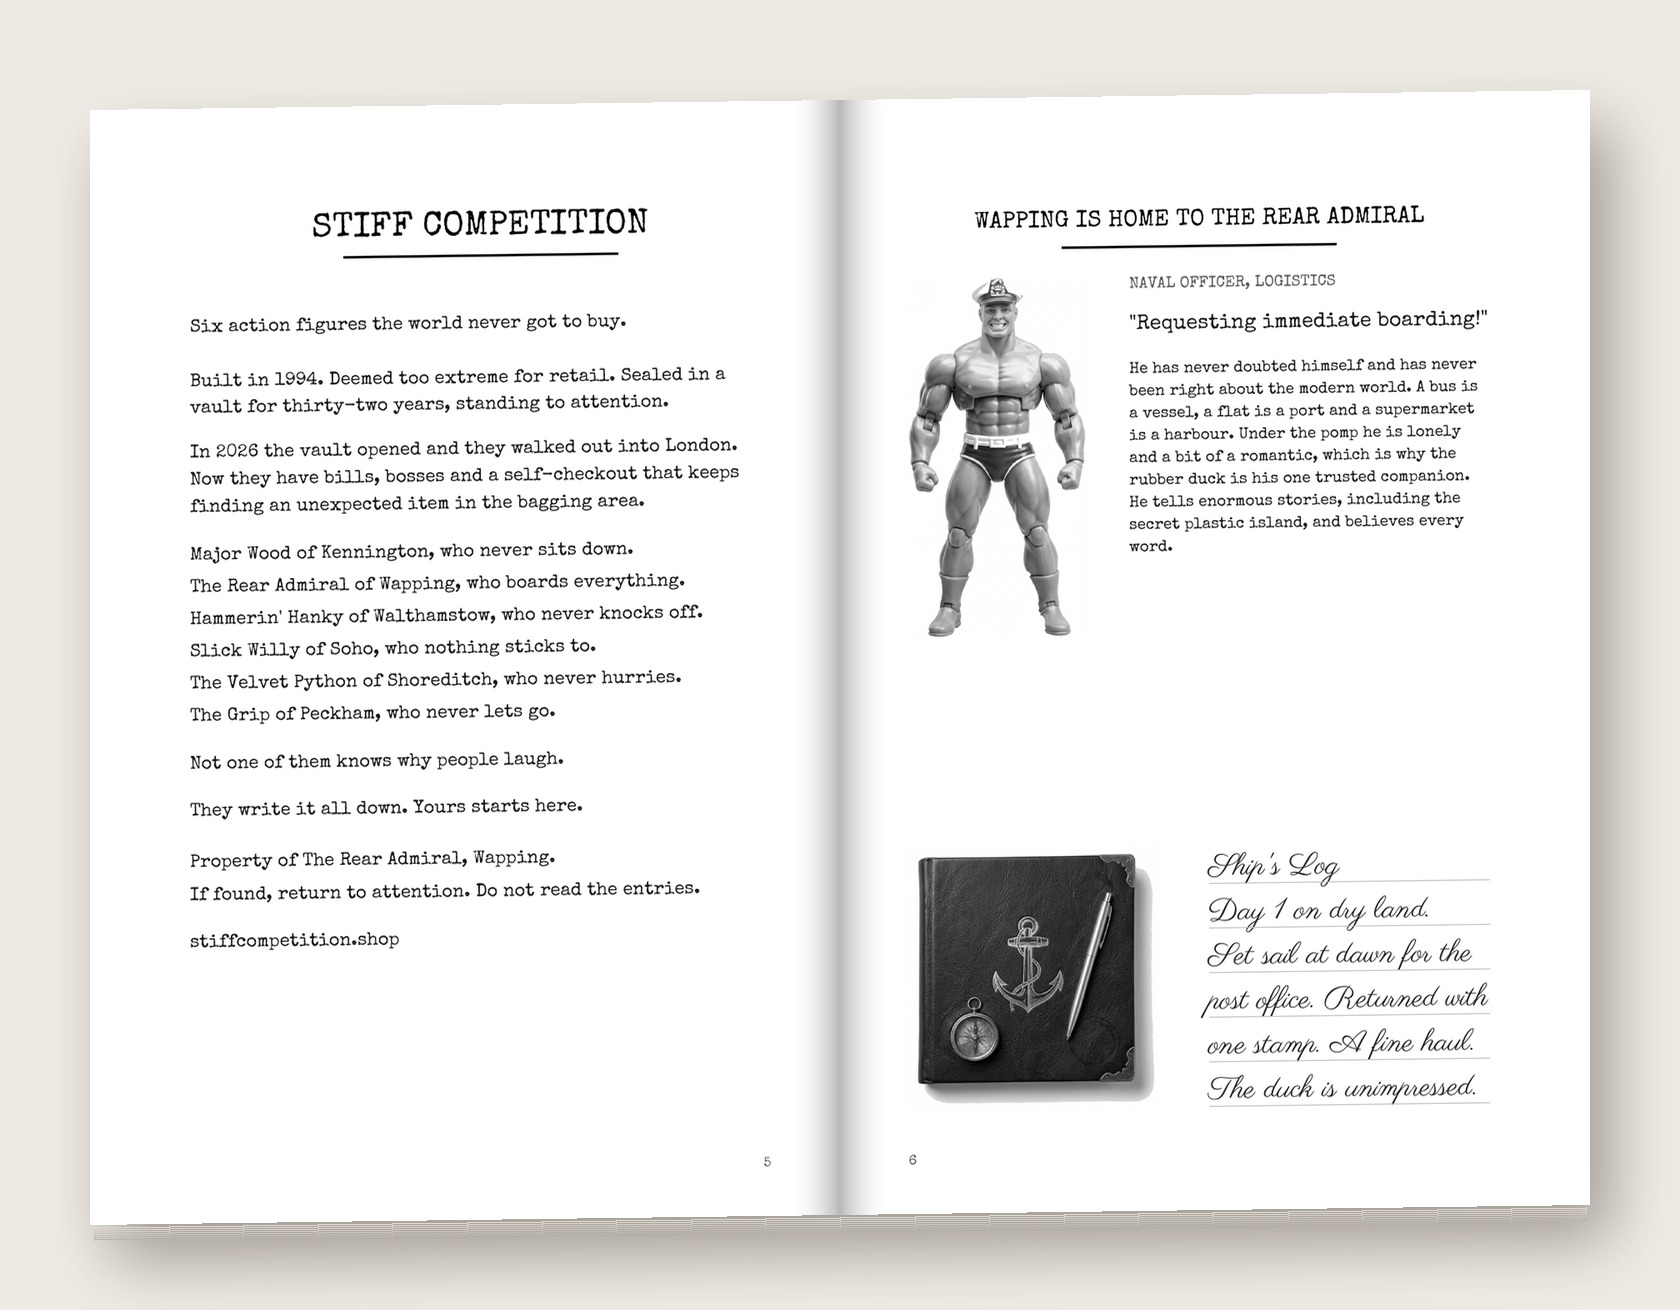 STIFF COMPETITION
Six action figures the world never got to buy.
Built in 1994. Deemed too extreme for retail. Sealed in a
vault for thirty-two years, standing to attention.
In 2026 the vault opened and they walked out into London.
Now they have bills, bosses and a self-checkout that keeps
finding an unexpected item in the bagging area.
Major Wood of Kennington, who never sits down.
The Rear Admiral of Wapping, who boards everything.
Hammerin' Hanky of Walthamstow, who never knocks off.
Slick Willy of Soho, who nothing sticks to.
The Velvet Python of Shoreditch, who never hurries.
The Grip of Peckham, who never lets go.
Not one of them knows why people laugh.
They write it all down. Yours starts here.
Property of The Rear Admiral, Wapping.
If found, return to attention. Do not read the entries.
stiffcompetition.shop
5
WAPPING IS HOME TO THE REAR ADMIRAL
NAVAL OFFICER, LOGISTICS
"Requesting immediate boarding!"
He has never doubted himself and has never
been right about the modern world. A bus is
a vessel, a flat is a port and a supermarket
is a harbour. Under the pomp he is lonely
and a bit of a romantic, which is why the
rubber duck is his one trusted companion.
He tells enormous stories, including the
secret plastic island, and believes every
word.
Ship's Log
Day 1 on dry land.
Set sail at dawn for the
post office. Returned with
one stamp. A fine haul.
The duck is unimpressed.
6